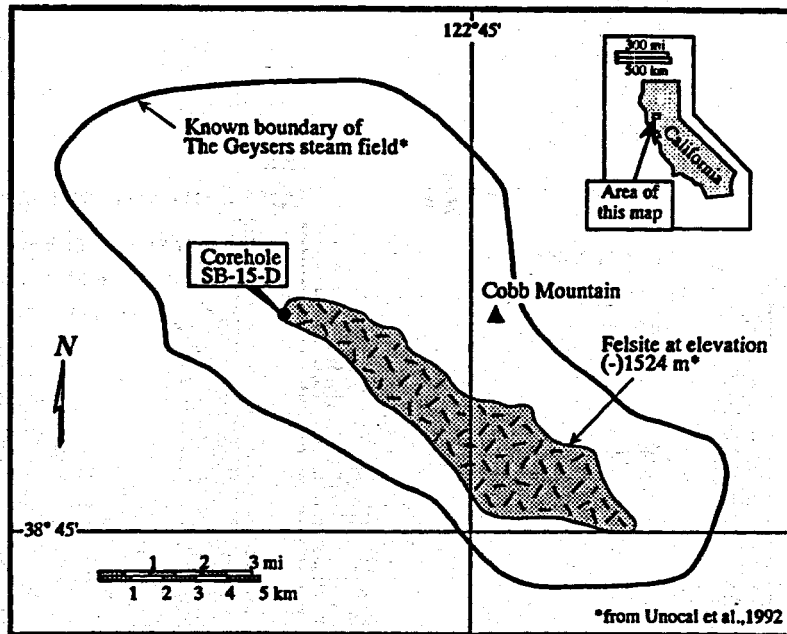 122°45'
300 mi
500 km
California
Area of
this map
Known boundary of
The Geysers steam field*
Corehole
SB-15-D
Cobb Mountain
Felsite at elevation
(-)1524 m*
N
38° 45'
1 2 3 mi
1 2 3 4 5 km
*from Unocal et al.,1992